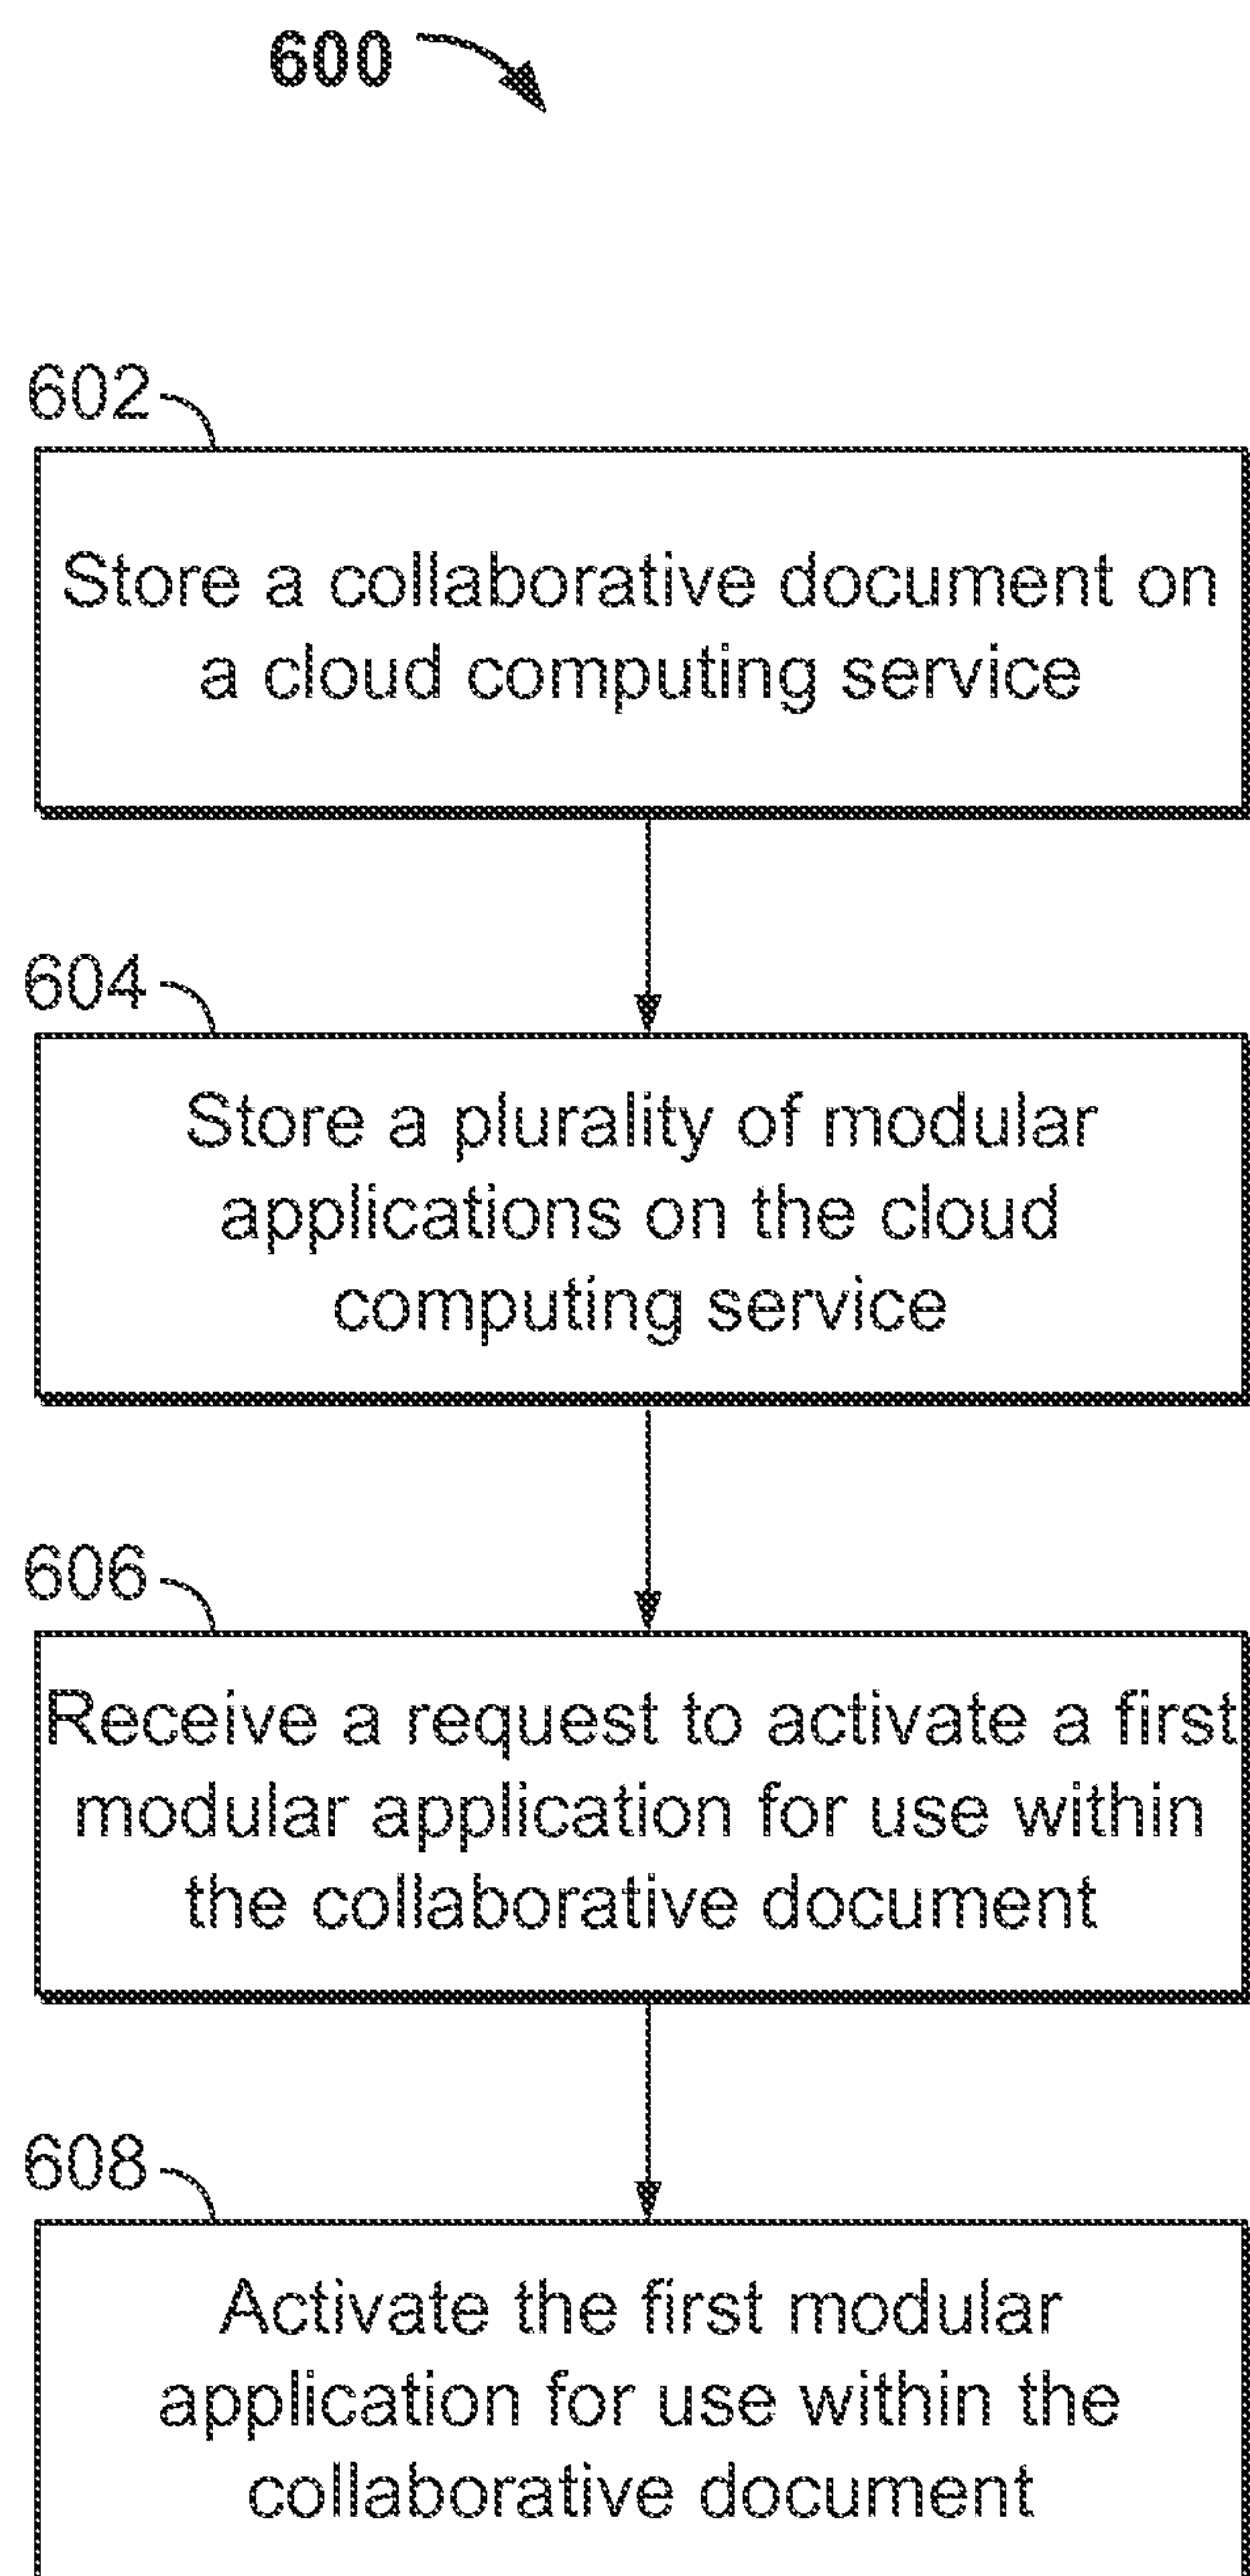 600
602
Store a collaborative document on
a cloud computing service
604
Store a plurality of modular
applications on the cloud
computing service
606
Receive a request to activate a first
modular application for use within
the collaborative document
608
Activate the first modular
application for use within the
collaborative document